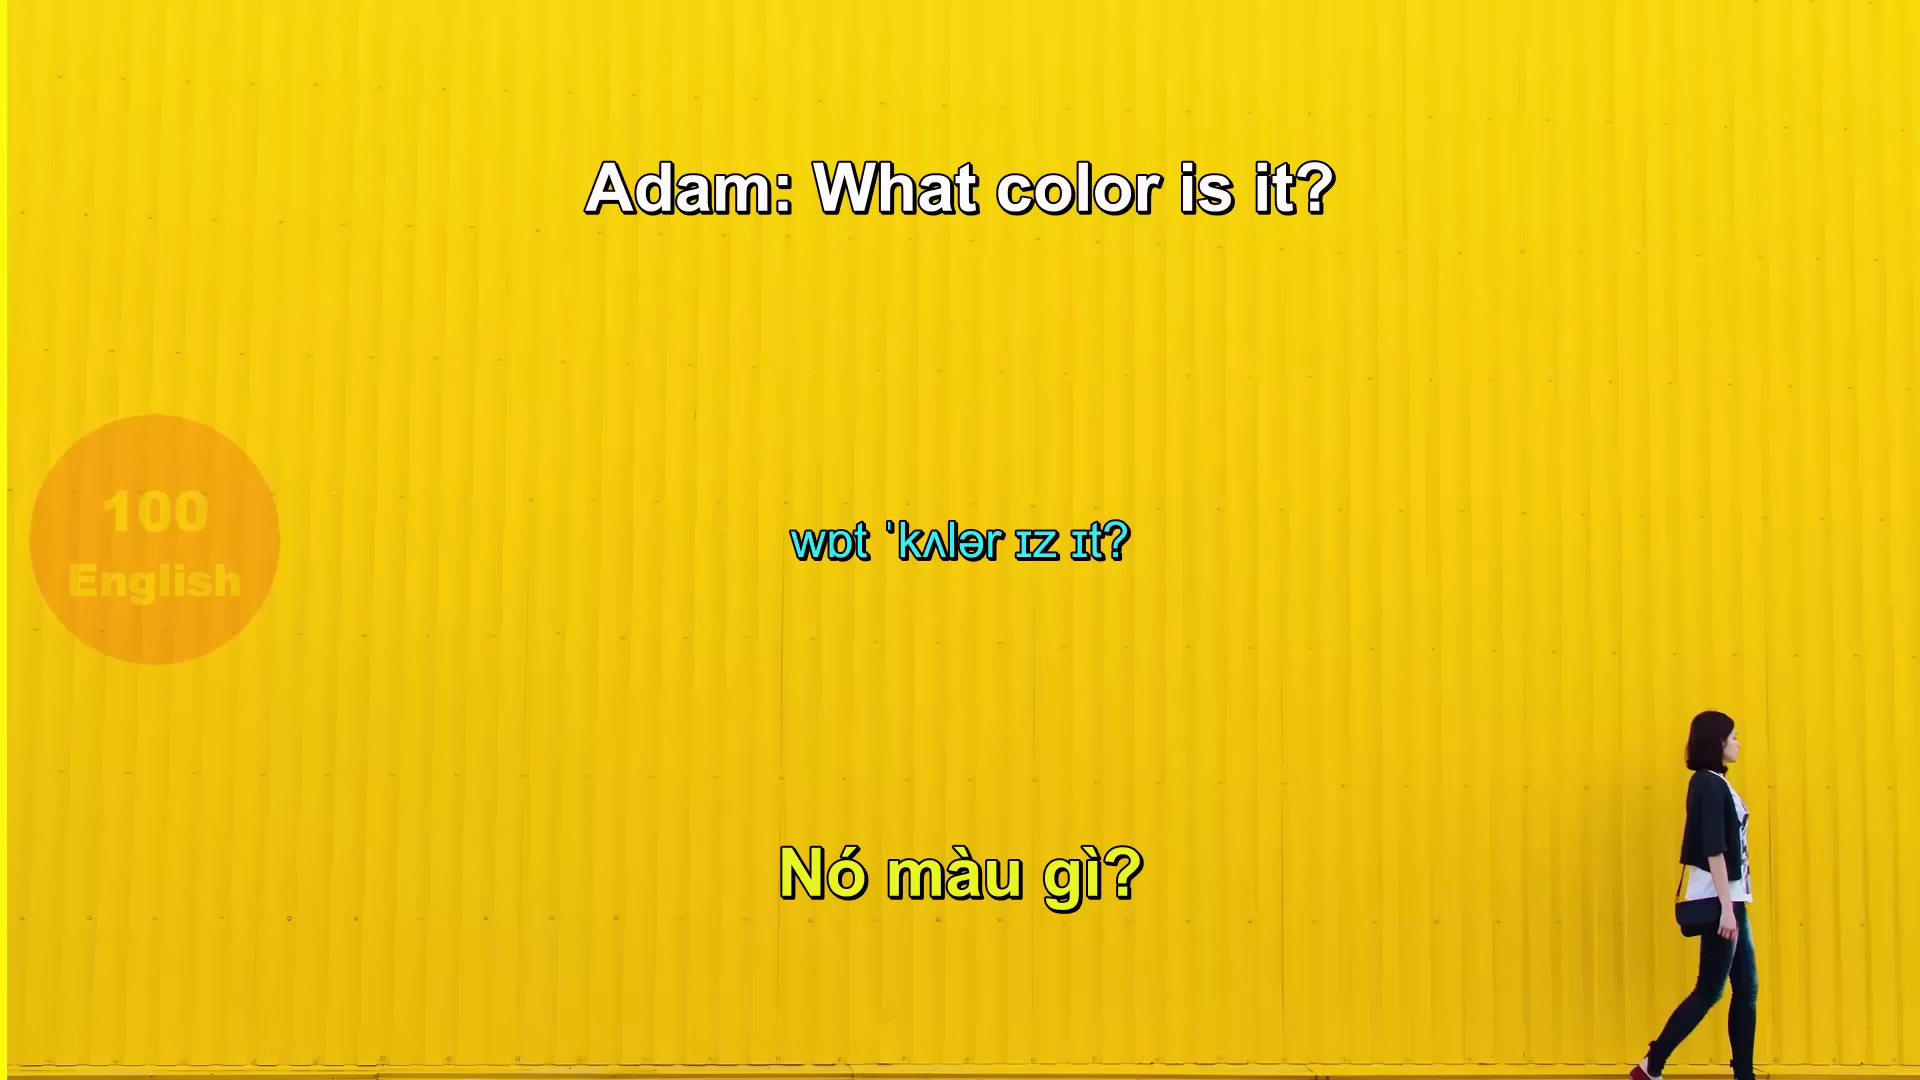 Adam: What color is it?
100
English
wɒt ˈkʌlər ɪz ɪt?
Nó màu gì?